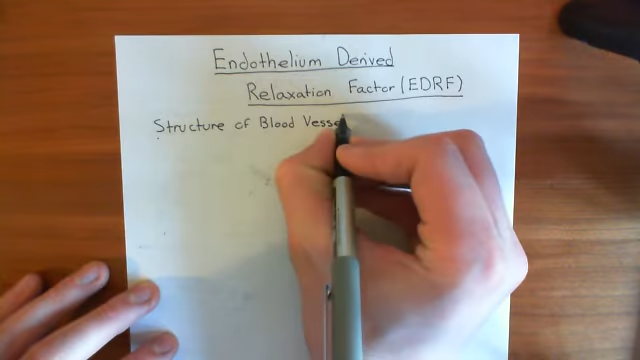 Endothelium Derived
Relaxation Factor (EDRF)
Structure of Blood Vesse